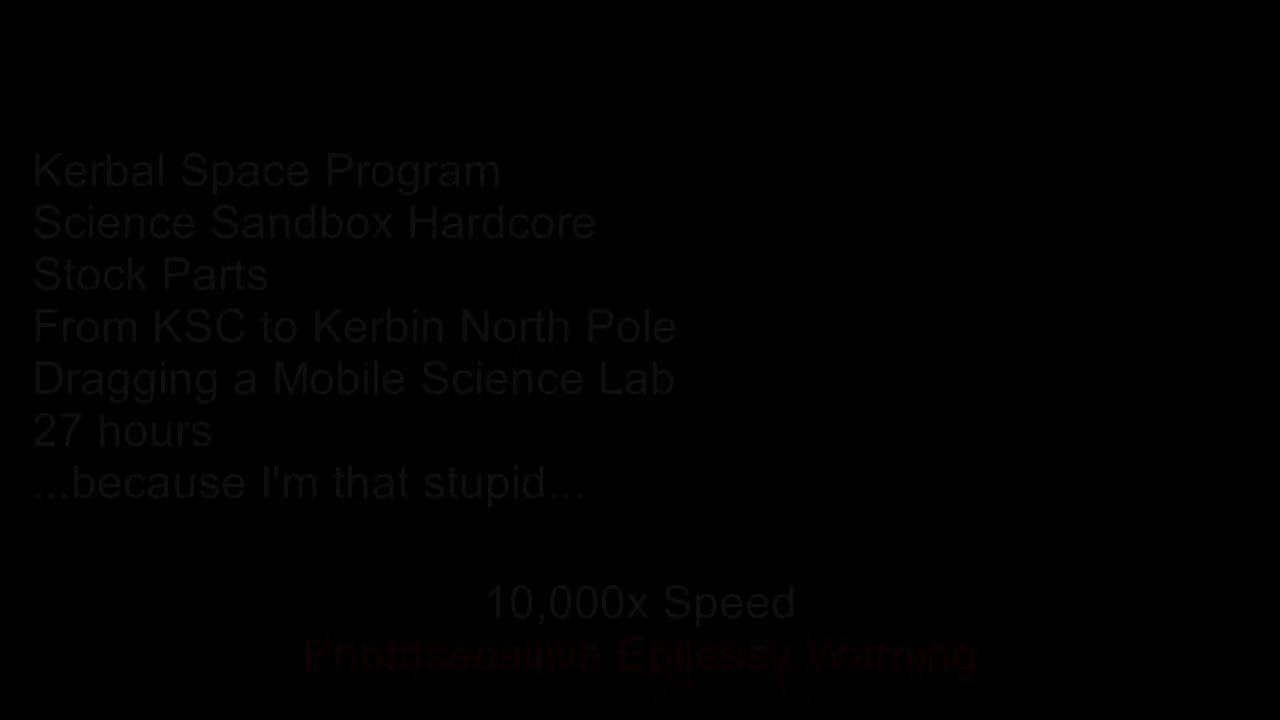 Kerbal Space Program
Science Sandbox Hardcore
Stock Parts
From KSC to Kerbin North Pole
Dragging a Mobile Science Lab
27 hours
...because I'm that stupid...
10,000x Speed
Photosensitive Epilepsy Warning